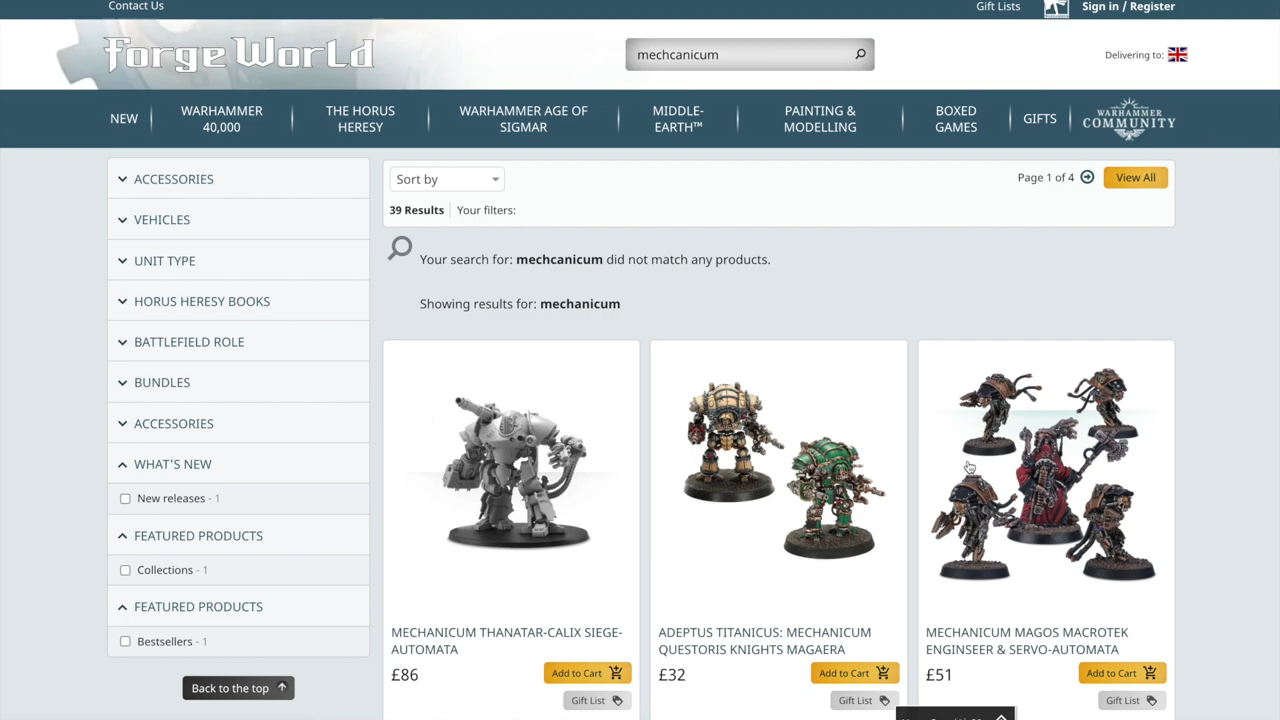 Contact Us
Gift Lists
Sign in / Register
forgeWorld
mechcanicum
Delivering to:
NEW
WARHAMMER
40,000
THE HORUS
HERESY
WARHAMMER AGE OF
SIGMAR
MIDDLE-
EARTH™
PAINTING &
MODELLING
BOXED
GAMES
GIFTS
WARHAMMER
COMMUNITY
ACCESSORIES
VEHICLES
UNIT TYPE
HORUS HERESY BOOKS
BATTLEFIELD ROLE
BUNDLES
ACCESSORIES
WHAT'S NEW
New releases - 1
FEATURED PRODUCTS
Collections - 1
FEATURED PRODUCTS
Bestsellers - 1
Back to the top
Sort by
Page 1 of 4
View All
39 Results
Your filters:
Your search for: mechcanicum did not match any products.
Showing results for: mechanicum
MECHANICUM THANATAR-CALIX SIEGE-
AUTOMATA
£86
Add to Cart
Gift List
ADEPTUS TITANICUS: MECHANICUM
QUESTORIS KNIGHTS MAGAERA
£32
Add to Cart
Gift List
MECHANICUM MAGOS MACROTEK
ENGINSEER & SERVO-AUTOMATA
£51
Add to Cart
Gift List